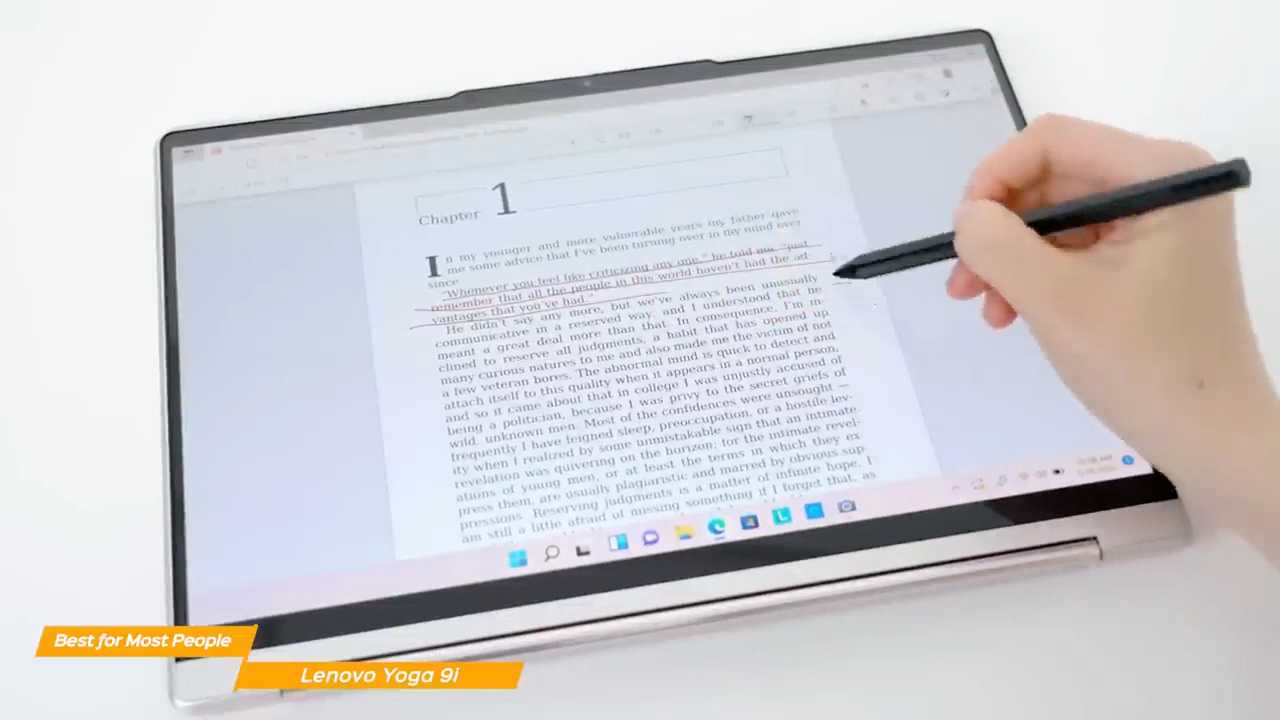 Chapter 1
In my younger and more vulnerable years my father gave
me some advice that I've been turning over in my mind ever
since
"Whenever you feel like criticizing any one," he told me, "just
remember that all the people in this world haven't had the ad-
vantages that you've had."
He didn't say any more, but we've always been unusually
communicative in a reserved way, and I understood that he
meant a great deal more than that. In consequence, I'm in-
clined to reserve all judgments, a habit that has opened up
many curious natures to me and also made me the victim of not
a few veteran bores. The abnormal mind is quick to detect and
attach itself to this quality when it appears in a normal person,
and so it came about that in college I was unjustly accused of
being a politician, because I was privy to the secret griefs of
wild, unknown men. Most of the confidences were unsought —
frequently I have feigned sleep, preoccupation, or a hostile lev-
ity when I realized by some unmistakable sign that an intimate
revelation was quivering on the horizon; for the intimate revel-
ations of young men, or at least the terms in which they ex-
press them, are usually plagiaristic and marred by obvious sup-
pressions. Reserving judgments is a matter of infinite hope. I
am still a little afraid of missing something if I forget that, as
Best for Most People
Lenovo Yoga 9i